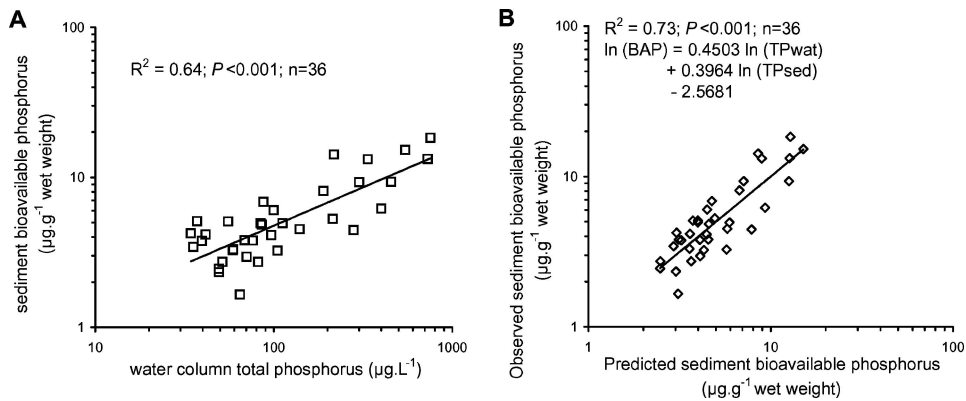 A
100
10
1
sediment bioavailable phosphorus
(µg.g-1 wet weight)
R2 = 0.64; P<0.001; n=36
10
100
1000
water column total phosphorus (µg.L-1)
B
100
10
1
Observed sediment bioavailable phosphorus
(µg.g-1 wet weight)
R2 = 0.73; P<0.001; n=36
ln (BAP) = 0.4503 ln (TPwat)
+ 0.3964 ln (TPsed)
- 2.5681
1
10
100
Predicted sediment bioavailable phosphorus
(µg.g-1 wet weight)